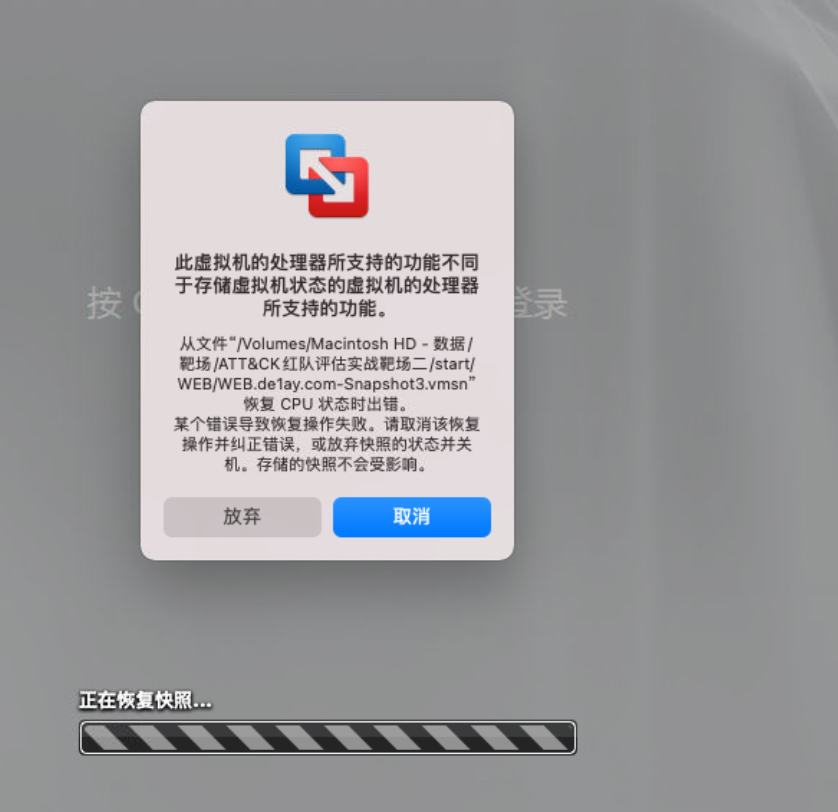 此虚拟机的处理器所支持的功能不同
于存储虚拟机状态的虚拟机的处理器
所支持的功能。
按
登录
从文件“/Volumes/Macintosh HD - 数据/
靶场/ATT&CK红队评估实战靶场二/start/
WEB/WEB.de1ay.com-Snapshot3.vmsn”
恢复 CPU 状态时出错。
某个错误导致恢复操作失败。请取消该恢复
操作并纠正错误，或放弃快照的状态并关
机。存储的快照不会受影响。
放弃
取消
正在恢复快照...